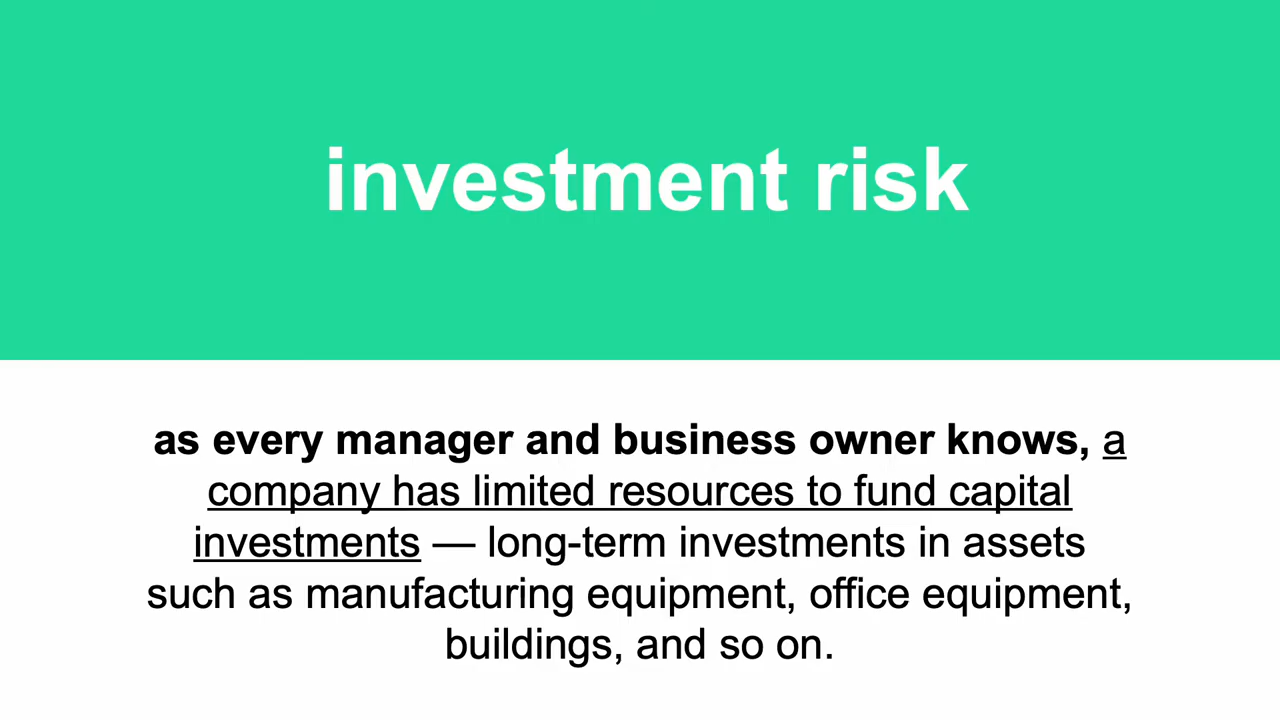 investment risk
as every manager and business owner knows, a
company has limited resources to fund capital
investments — long-term investments in assets
such as manufacturing equipment, office equipment,
buildings, and so on.